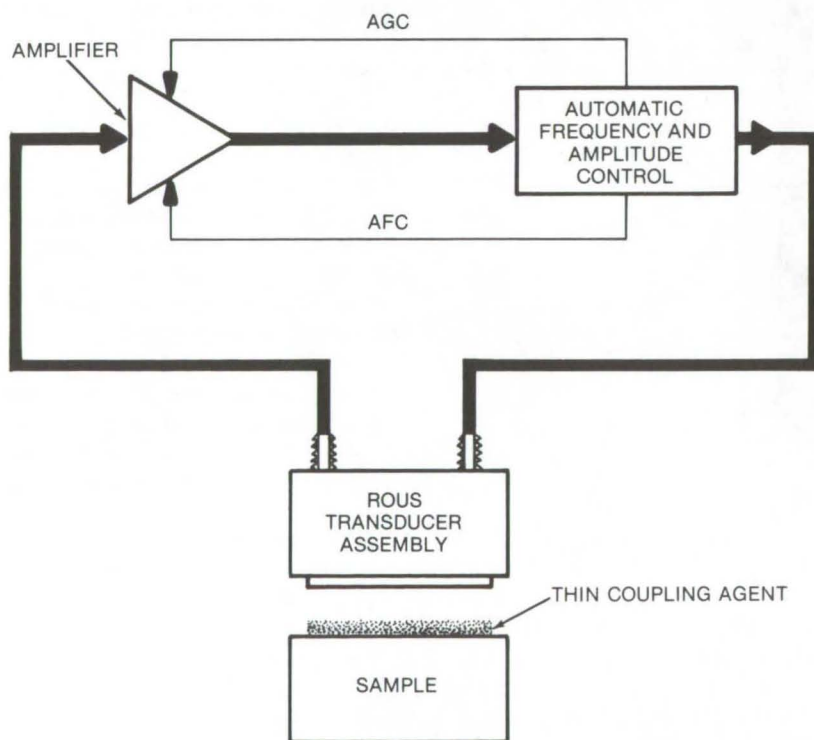 AGC
AMPLIFIER
AUTOMATIC
FREQUENCY AND
AMPLITUDE
CONTROL
AFC
ROUS
TRANSDUCER
ASSEMBLY
THIN COUPLING AGENT
SAMPLE